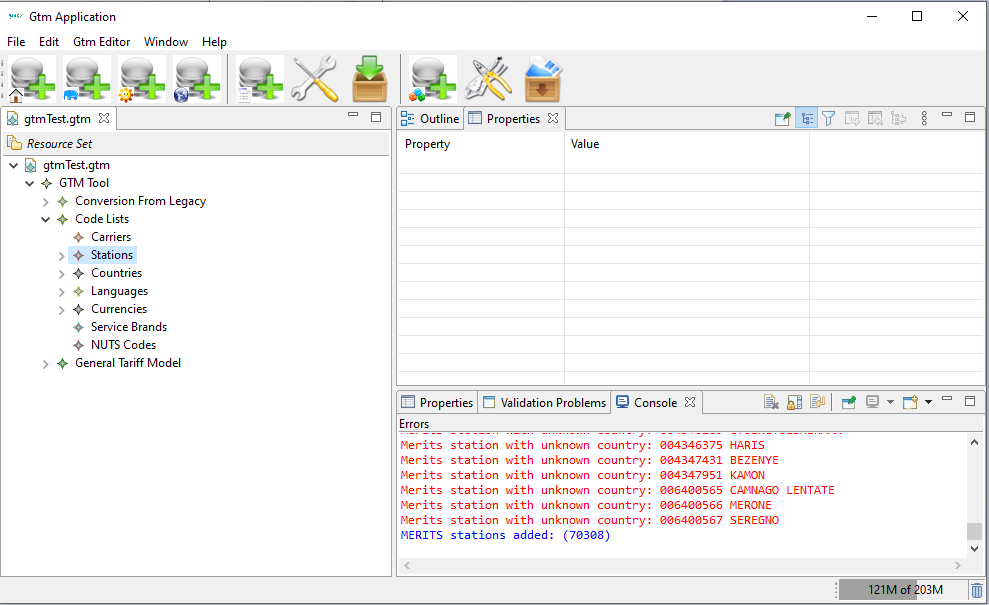 Gtm Application
File Edit Gtm Editor Window Help
gtmTest.gtm
Resource Set
gtmTest.gtm
GTM Tool
Conversion From Legacy
Code Lists
Carriers
Stations
Countries
Languages
Currencies
Service Brands
NUTS Codes
General Tariff Model
Outline Properties
Property Value
Properties Validation Problems Console
Errors
Merits station with unknown country: 004346375 HARIS
Merits station with unknown country: 004347431 BEZENYE
Merits station with unknown country: 004347951 KAMON
Merits station with unknown country: 006400565 CAMNAGO LENTATE
Merits station with unknown country: 006400566 MERONE
Merits station with unknown country: 006400567 SEREGNO
MERITS stations added: (70308)
121M of 203M